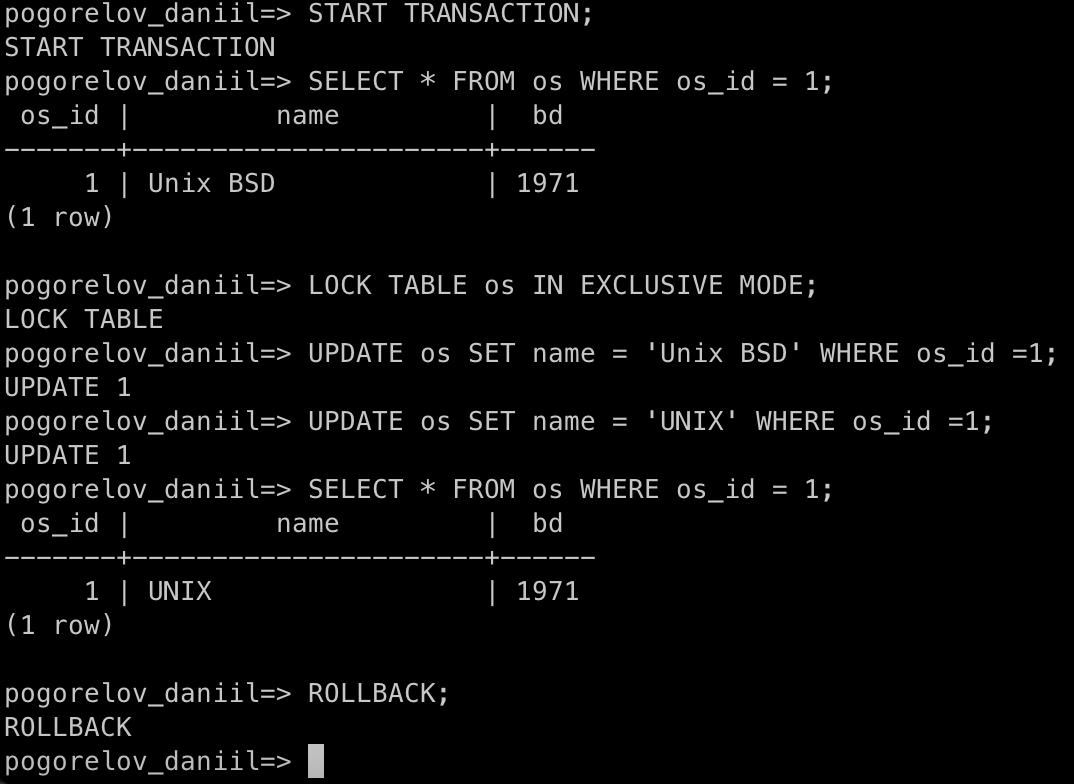 pogorelov_daniil=> START TRANSACTION;
START TRANSACTION
pogorelov_daniil=> SELECT * FROM os WHERE os_id = 1;
 os_id |         name         |  bd
-------+----------------------+------
     1 | Unix BSD             | 1971
(1 row)

pogorelov_daniil=> LOCK TABLE os IN EXCLUSIVE MODE;
LOCK TABLE
pogorelov_daniil=> UPDATE os SET name = 'Unix BSD' WHERE os_id =1;
UPDATE 1
pogorelov_daniil=> UPDATE os SET name = 'UNIX' WHERE os_id =1;
UPDATE 1
pogorelov_daniil=> SELECT * FROM os WHERE os_id = 1;
 os_id |         name         |  bd
-------+----------------------+------
     1 | UNIX                 | 1971
(1 row)

pogorelov_daniil=> ROLLBACK;
ROLLBACK
pogorelov_daniil=>